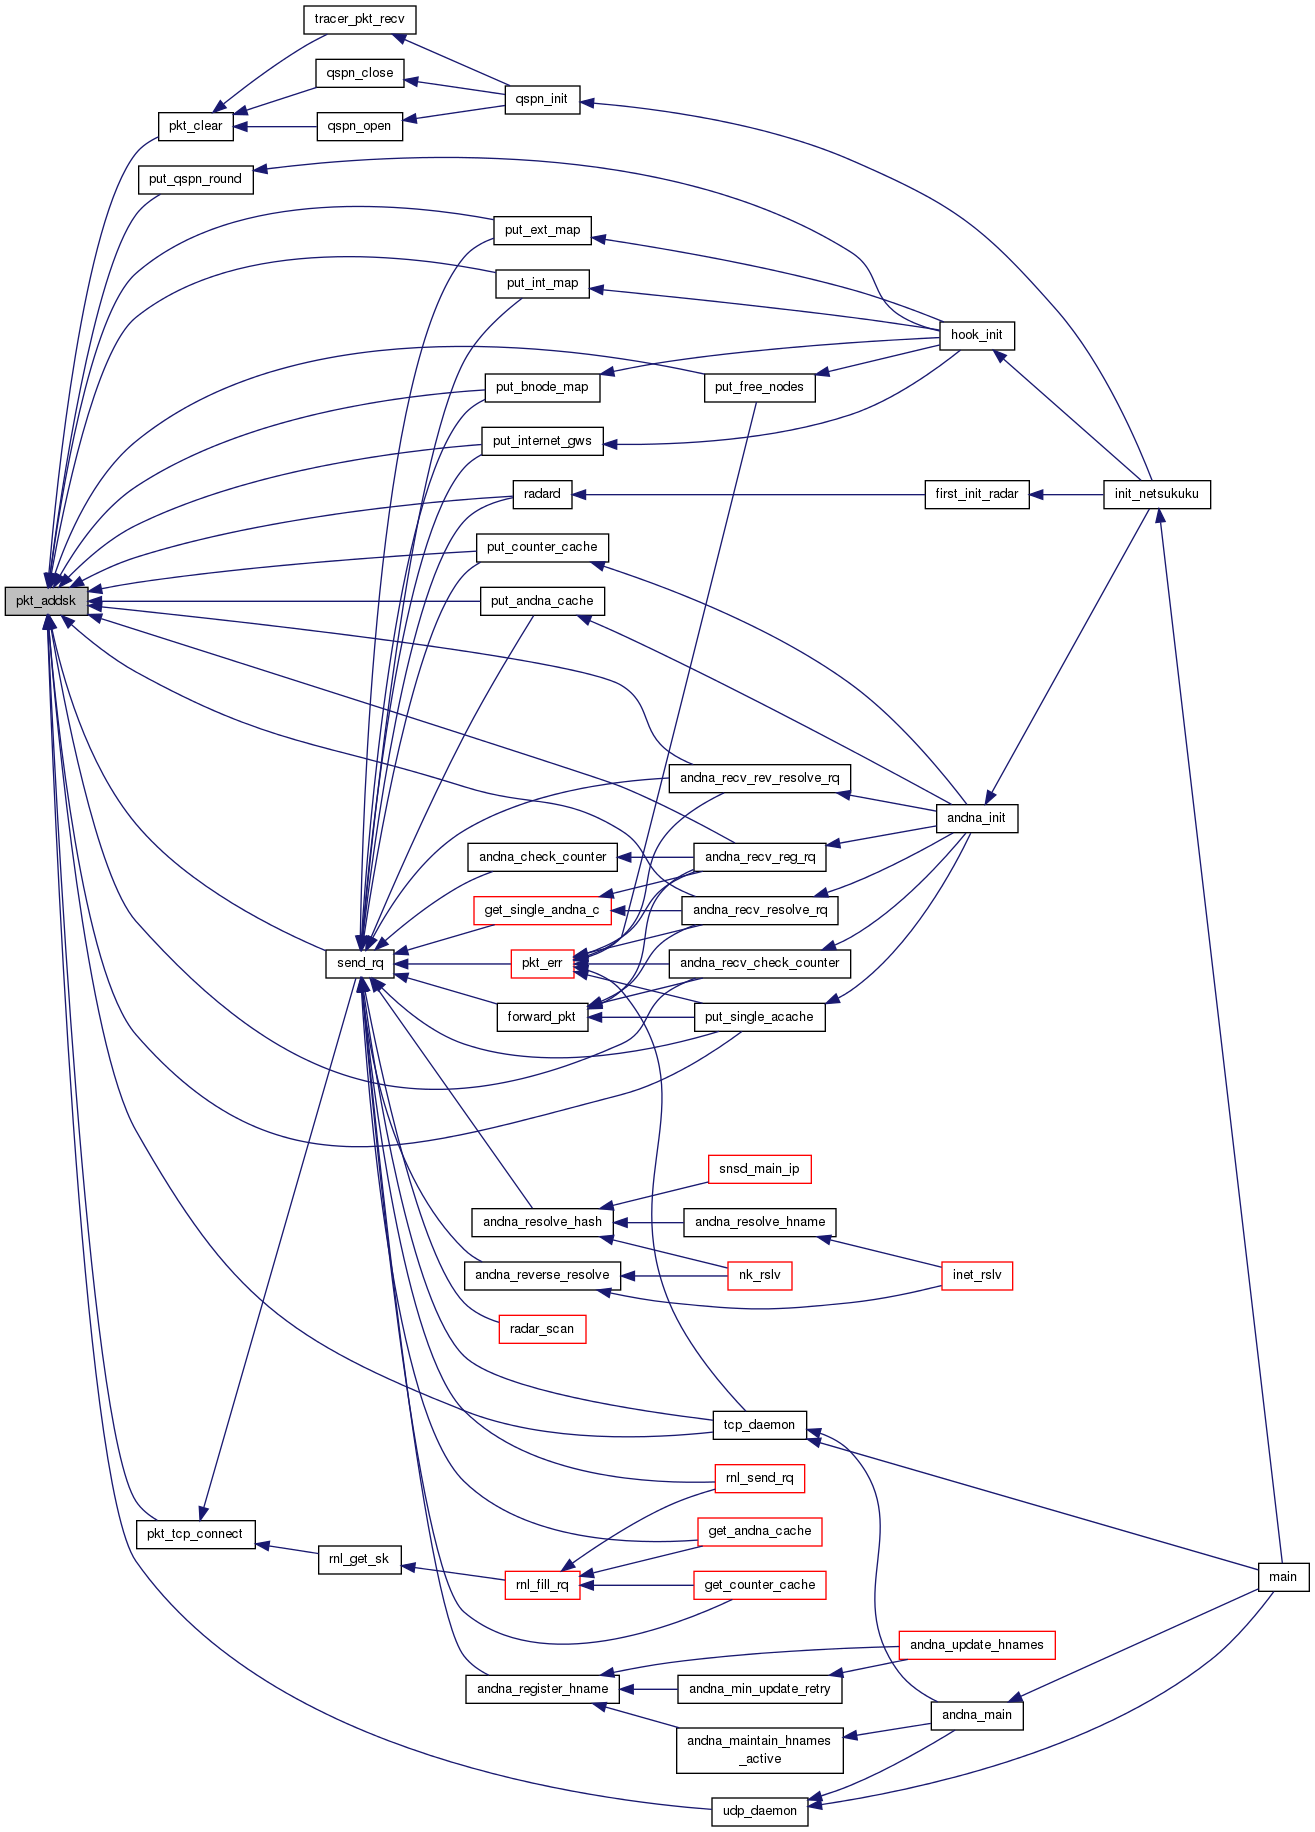 tracer_pkt_recv
qspn_close
qspn_init
pkt_clear
qspn_open
put_qspn_round
put_ext_map
put_int_map
hook_init
put_bnode_map
put_free_nodes
put_internet_gws
radard
first_init_radar
init_netsukuku
put_counter_cache
pkt_addsk
put_andna_cache
andna_recv_rev_resolve_rq
andna_init
andna_check_counter
andna_recv_reg_rq
get_single_andna_c
andna_recv_resolve_rq
send_rq
pkt_err
andna_recv_check_counter
forward_pkt
put_single_acache
snsd_main_ip
andna_resolve_hash
andna_resolve_hname
andna_reverse_resolve
nk_rslv
inet_rslv
radar_scan
tcp_daemon
rnl_send_rq
pkt_tcp_connect
get_andna_cache
rnl_get_sk
rnl_fill_rq
get_counter_cache
main
andna_update_hnames
andna_register_hname
andna_min_update_retry
andna_main
andna_maintain_hnames
_active
udp_daemon